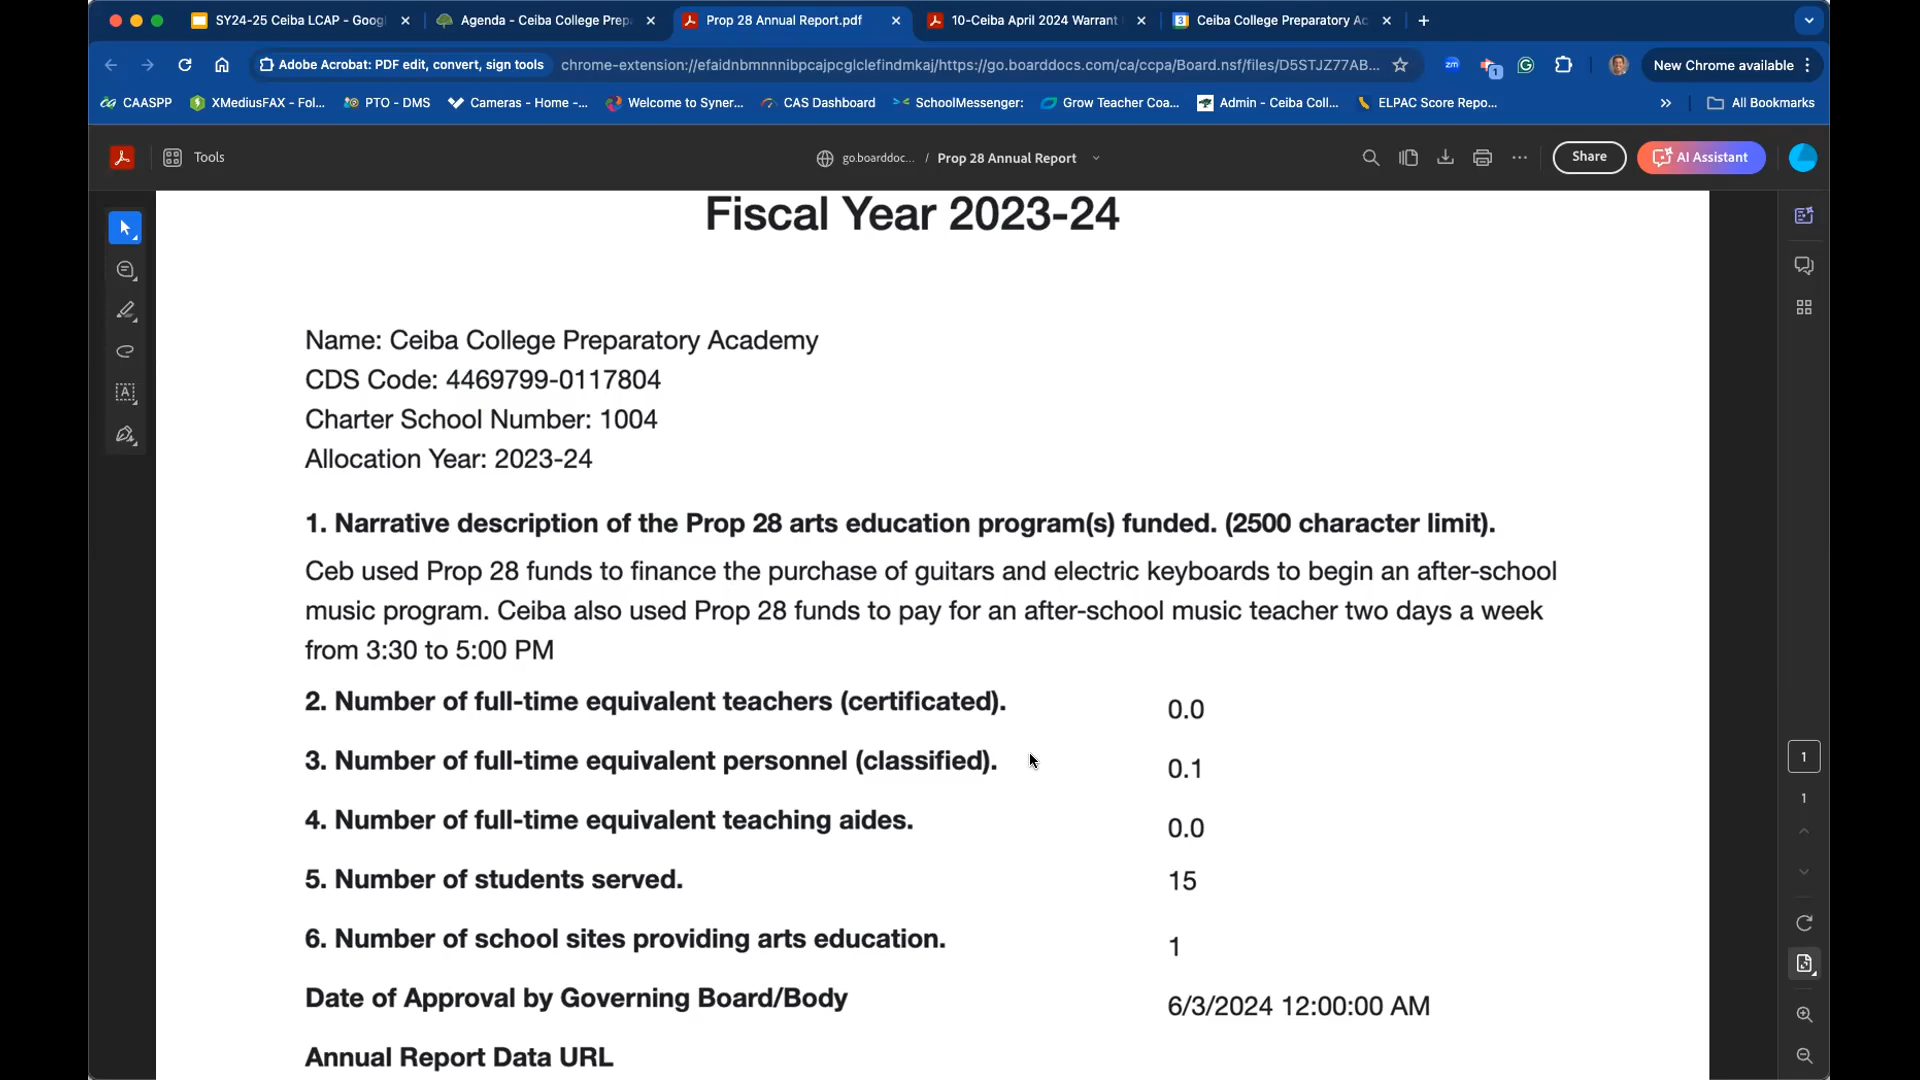 SY24-25 Ceiba LCAP - Goog
Agenda - Ceiba College Prep
Prop 28 Annual Report.pdf
10-Ceiba April 2024 Warrant
Ceiba College Preparatory Ac
Adobe Acrobat: PDF edit, convert, sign tools
chrome-extension://efaidnbmnnnibpcajpcglclefindmkaj/https://go.boarddocs.com/ca/ccpa/Board.nsf/files/D5STJZ77AB...
zm
1
New Chrome available
CAASPP
XMediusFAX - Fol...
PTO - DMS
Cameras - Home -...
Welcome to Syner...
CAS Dashboard
SchoolMessenger:
Grow Teacher Coa...
Admin - Ceiba Coll...
ELPAC Score Repo...
All Bookmarks
Tools
go.boarddoc... / Prop 28 Annual Report
Share
AI Assistant
Fiscal Year 2023-24
Name: Ceiba College Preparatory Academy
CDS Code: 4469799-0117804
Charter School Number: 1004
Allocation Year: 2023-24
1. Narrative description of the Prop 28 arts education program(s) funded. (2500 character limit).
Ceb used Prop 28 funds to finance the purchase of guitars and electric keyboards to begin an after-school
music program. Ceiba also used Prop 28 funds to pay for an after-school music teacher two days a week
from 3:30 to 5:00 PM
2. Number of full-time equivalent teachers (certificated). 0.0
3. Number of full-time equivalent personnel (classified). 0.1
4. Number of full-time equivalent teaching aides. 0.0
5. Number of students served. 15
6. Number of school sites providing arts education. 1
Date of Approval by Governing Board/Body 6/3/2024 12:00:00 AM
Annual Report Data URL
1
1